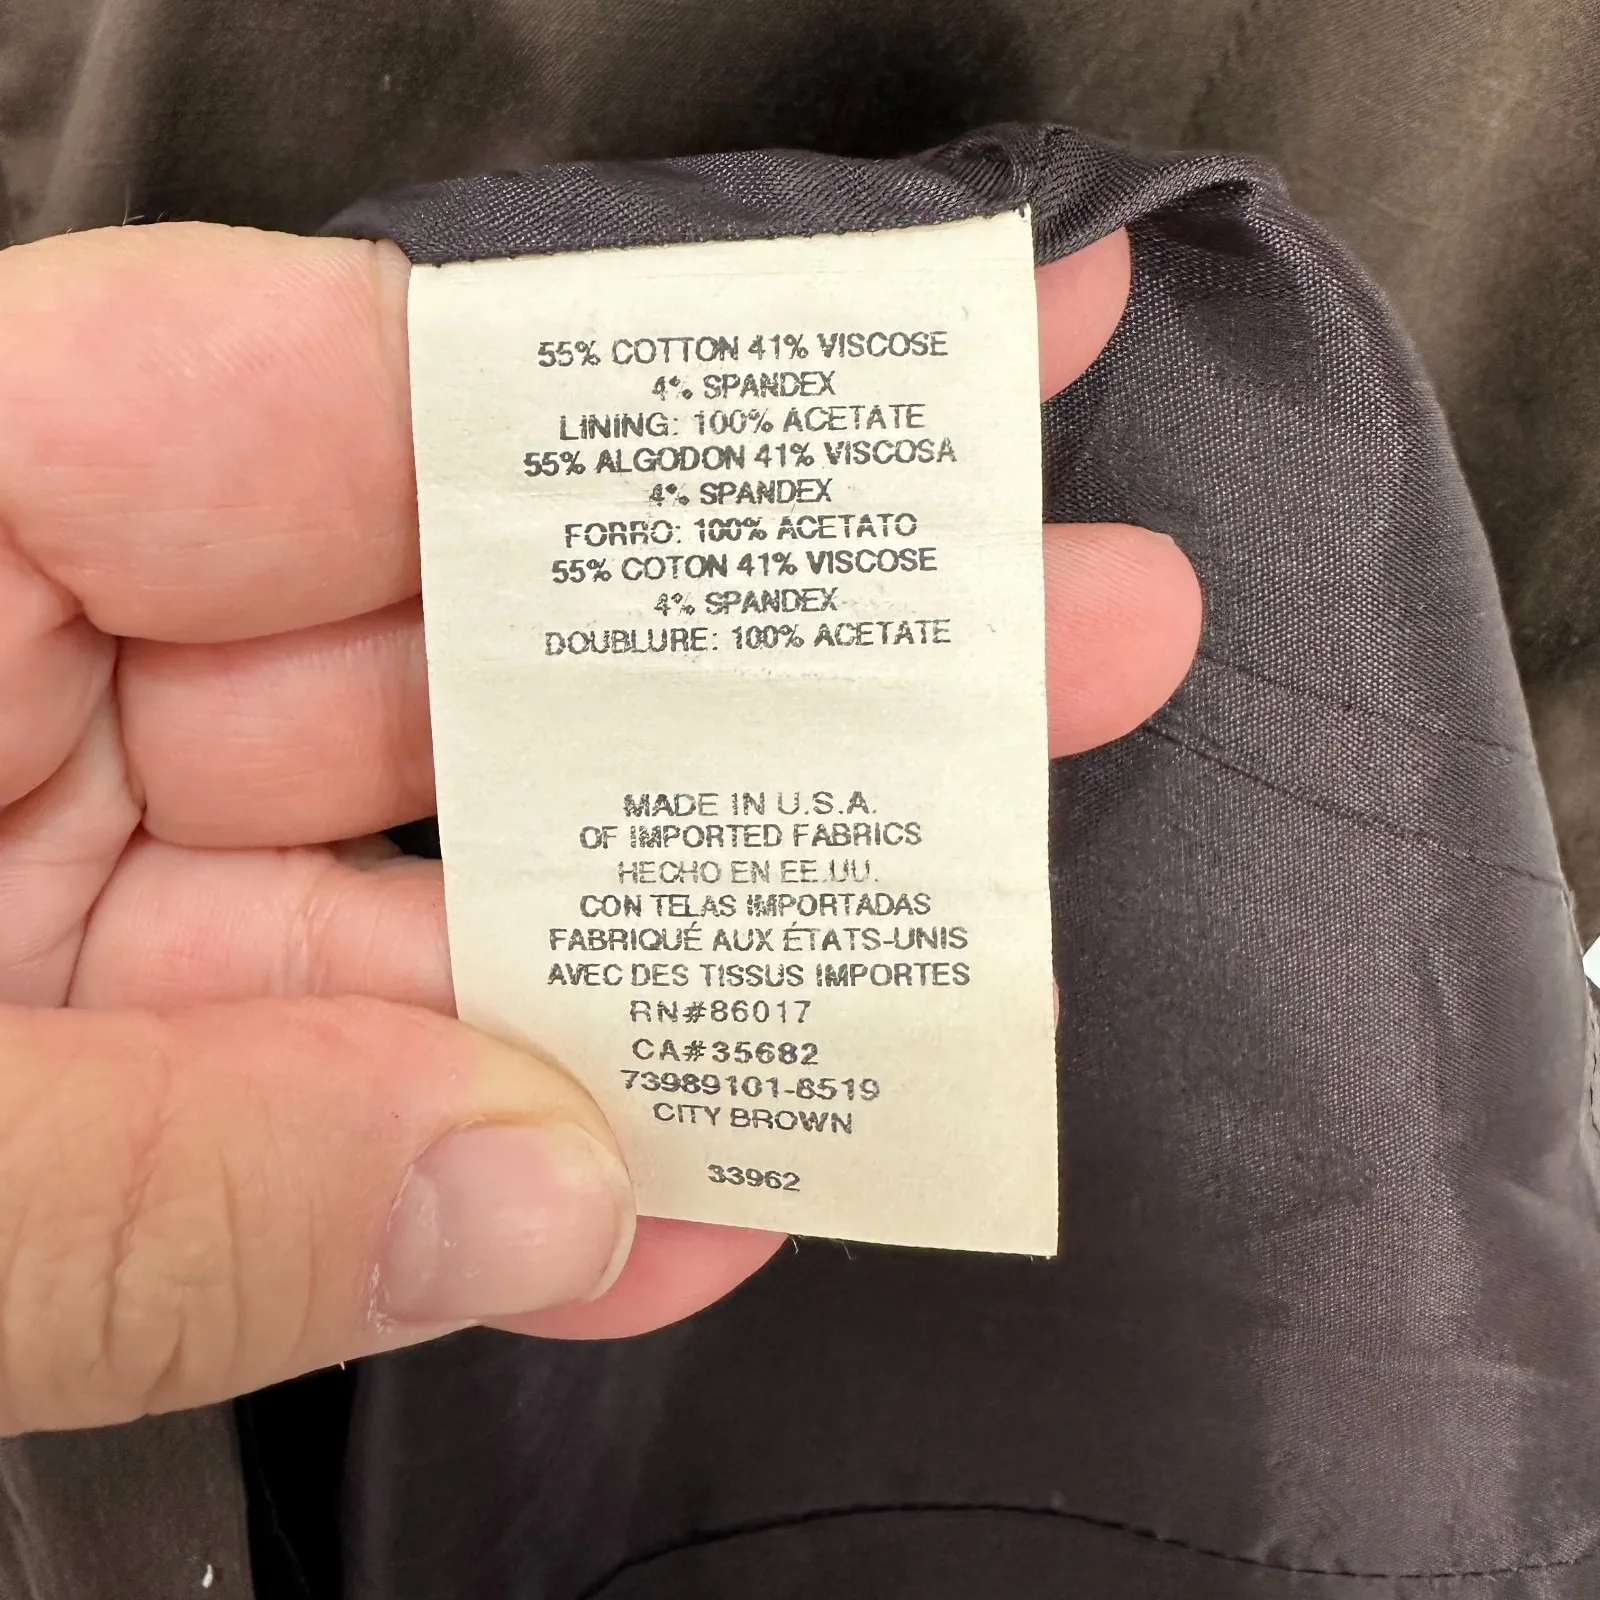 55% COTTON 41% VISCOSE
4% SPANDEX
LINING: 100% ACETATE
55% ALGODON 41% VISCOSA
4% SPANDEX
FORRO: 100% ACETATO
55% COTON 41% VISCOSE
4% SPANDEX
DOUBLURE: 100% ACETATE
MADE IN U.S.A.
OF IMPORTED FABRICS
HECHO EN EE.UU.
CON TELAS IMPORTADAS
FABRIQUÉ AUX ÉTATS-UNIS
AVEC DES TISSUS IMPORTES
RN#86017
CA#35682
73989101-8519
CITY BROWN
33962